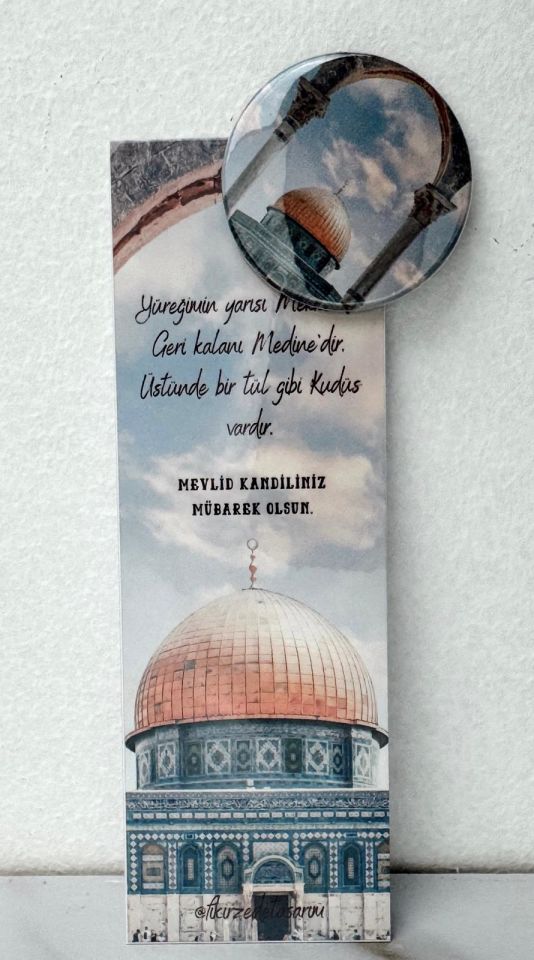 Yüreğimin yarısı
Geri kalanı Medine'dir.
Üstünde bir tül gibi Kudüs
vardır.
MEVLİD KANDİLİNİZ
MÜBAREK OLSUN.